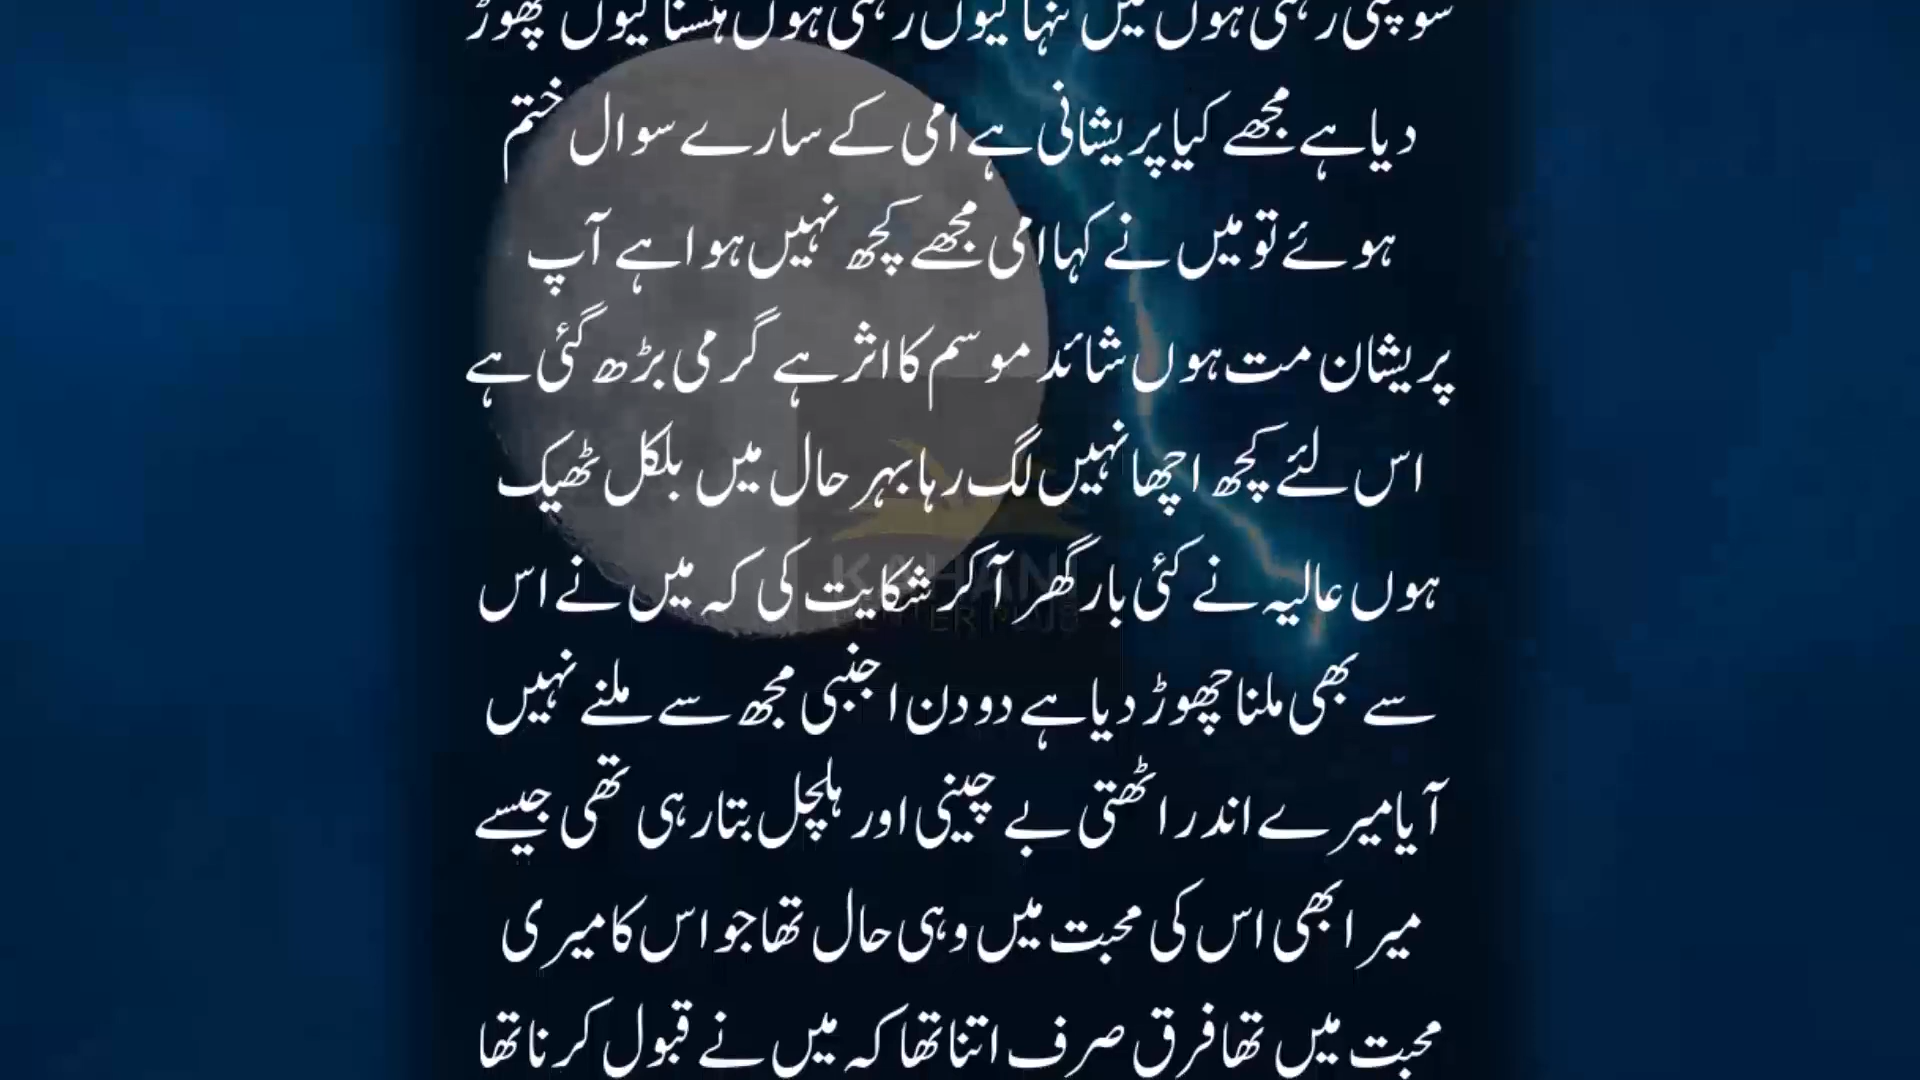 سوچتی رہتی ہوں میں تنہا کیوں رہتی ہوں ہنسنا کیوں چھوڑ
دیا ہے مجھے کیا پریشانی ہے امی کے سارے سوال ختم
ہوئے تو میں نے کہا امی مجھے کچھ نہیں ہوا ہے آپ
پریشان مت ہوں شائد موسم کا اثر ہے گرمی بڑھ گئی ہے
اس لئے کچھ اچھا نہیں لگ رہا بہر حال میں بلکل ٹھیک
ہوں عالیہ نے کئی بار گھر آ کر شکایت کی کہ میں نے اس
سے بھی ملنا چھوڑ دیا ہے دو دن اجنبی مجھ سے ملنے نہیں
آیا میرے اندر اٹھتی بے چینی اور ہلچل بتا رہی تھی جیسے
میرا بھی اس کی محبت میں وہی حال تھا جو اس کا میری
محبت میں تھا فرق صرف اتنا تھا کہ میں نے قبول کرنا تھا